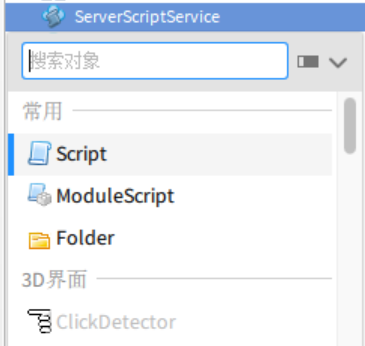 ServerScriptService
搜索对象
常用
Script
ModuleScript
Folder
3D界面
ClickDetector